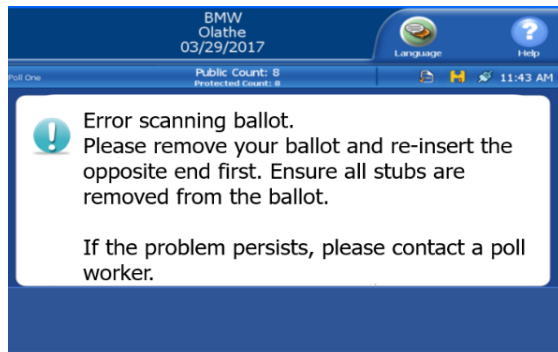 BMW
Olathe
03/29/2017
Language
Help
Poll One
Public Count: 8
Protected Count: 8
11:43 AM
Error scanning ballot.
Please remove your ballot and re-insert the
opposite end first. Ensure all stubs are
removed from the ballot.
If the problem persists, please contact a poll
worker.